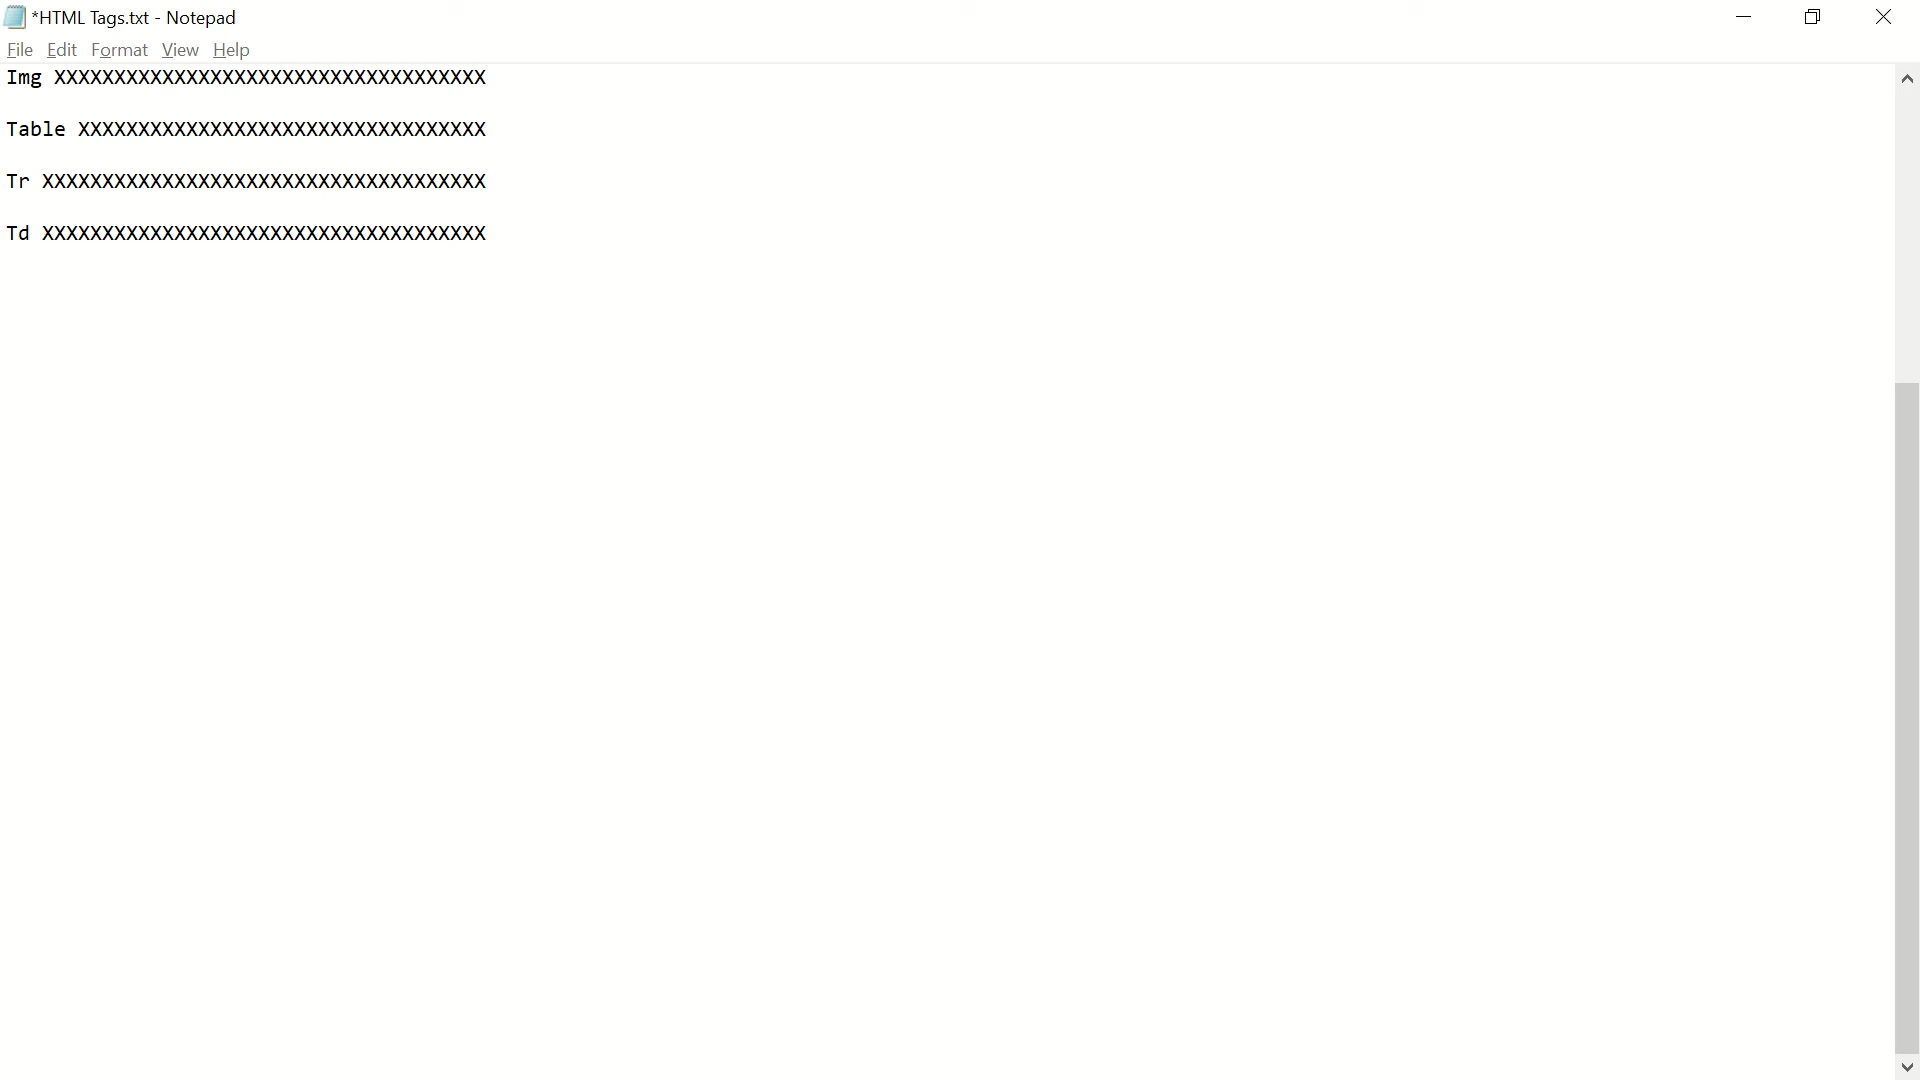 *HTML Tags.txt - Notepad
File Edit Format View Help
Img XXXXXXXXXXXXXXXXXXXXXXXXXXXXXXXXXXXX
Table XXXXXXXXXXXXXXXXXXXXXXXXXXXXXXXXXX
Tr XXXXXXXXXXXXXXXXXXXXXXXXXXXXXXXXXXXXX
Td XXXXXXXXXXXXXXXXXXXXXXXXXXXXXXXXXXXXX